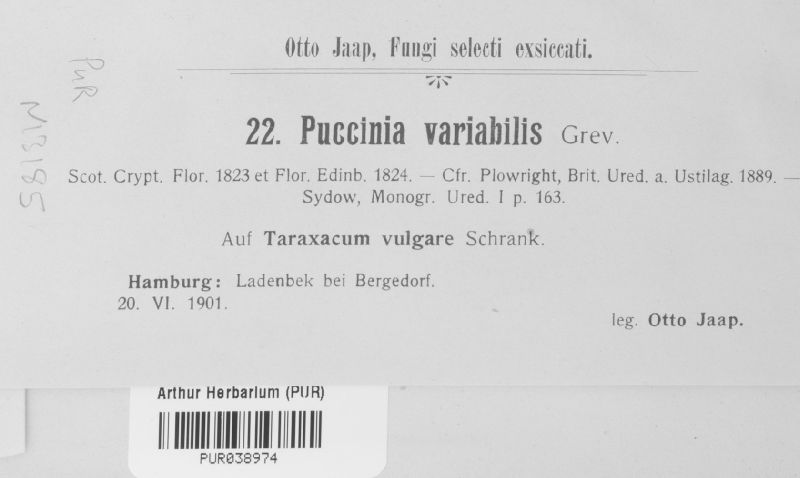 Otto Jaap, Fungi selecti exsiccati.
22. Puccinia variabilis Grev.
Scot. Crypt. Flor. 1823 et Flor. Edinb. 1824. — Cfr. Plowright, Brit. Ured. a. Ustilag. 1889. —
Sydow, Monogr. Ured. I p. 163.
Auf Taraxacum vulgare Schrank.
Hamburg: Ladenbek bei Bergedorf.
20. VI. 1901.
leg. Otto Jaap.
PUR
M3185
Arthur Herbarium (PUR)
PUR038974